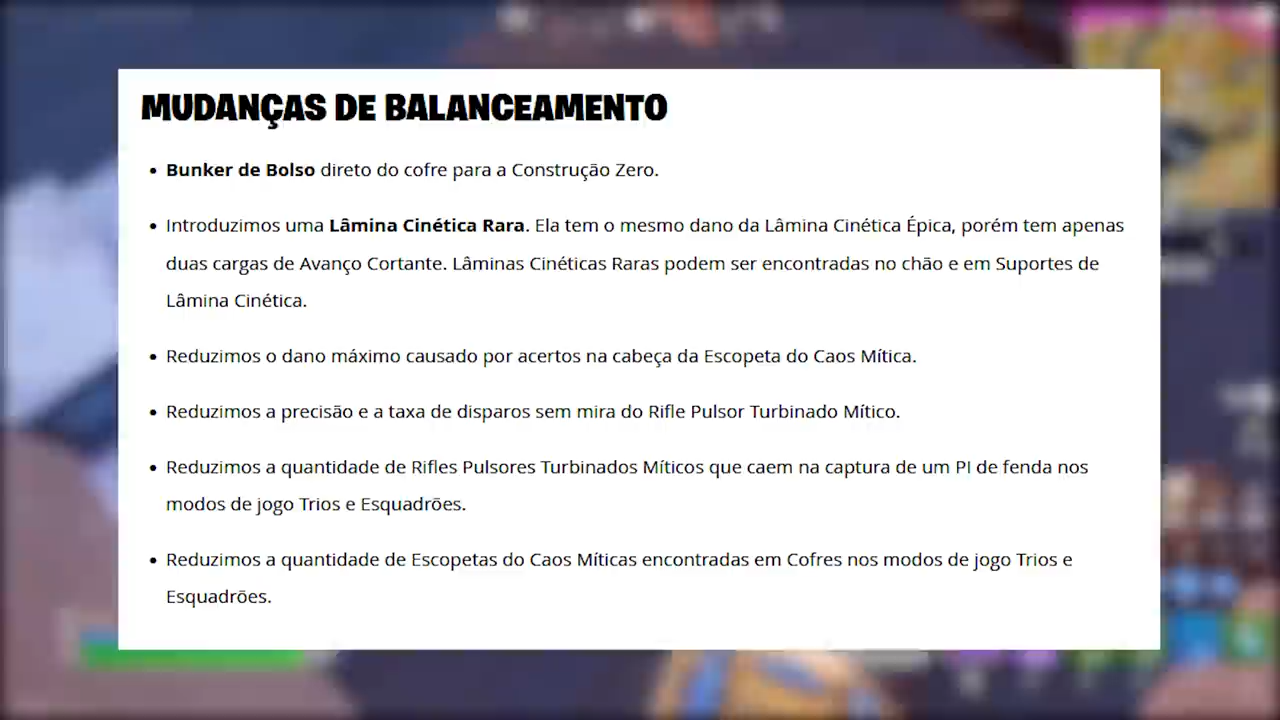 MUDANÇAS DE BALANCEAMENTO
• Bunker de Bolso direto do cofre para a Construção Zero.
• Introduzimos uma Lâmina Cinética Rara. Ela tem o mesmo dano da Lâmina Cinética Épica, porém tem apenas
duas cargas de Avanço Cortante. Lâminas Cinéticas Raras podem ser encontradas no chão e em Suportes de
Lâmina Cinética.
• Reduzimos o dano máximo causado por acertos na cabeça da Escopeta do Caos Mítica.
• Reduzimos a precisão e a taxa de disparos sem mira do Rifle Pulsor Turbinado Mítico.
• Reduzimos a quantidade de Rifles Pulsores Turbinados Míticos que caem na captura de um PI de fenda nos
modos de jogo Trios e Esquadrões.
• Reduzimos a quantidade de Escopetas do Caos Míticas encontradas em Cofres nos modos de jogo Trios e
Esquadrões.